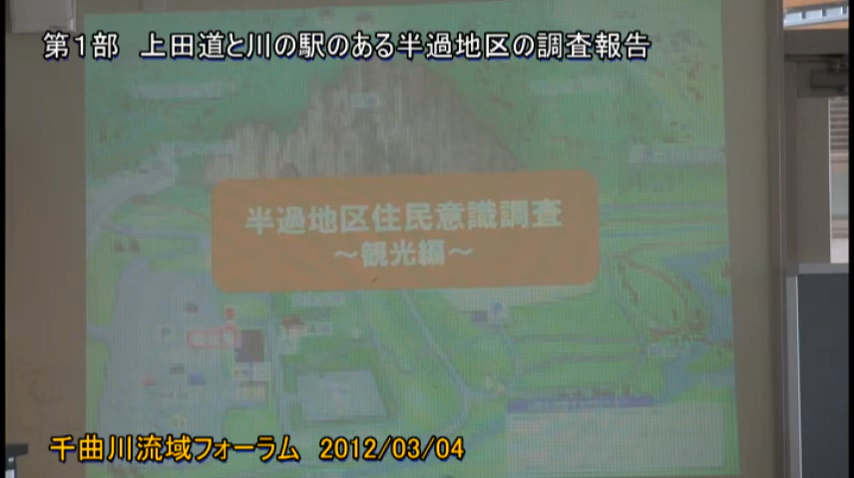 第１部　上田道と川の駅のある半過地区の調査報告
半過地区住民意識調査
～観光編～
千曲川流域フォーラム　2012/03/04